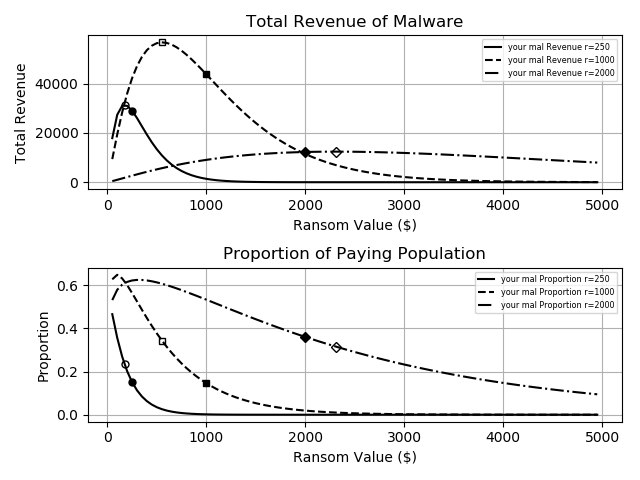 Total Revenue of Malware
Total Revenue
40000
20000
0
your mal Revenue r=250
your mal Revenue r=1000
your mal Revenue r=2000
0 1000 2000 3000 4000 5000
Ransom Value ($)
Proportion of Paying Population
Proportion
0.6
0.4
0.2
0.0
your mal Proportion r=250
your mal Proportion r=1000
your mal Proportion r=2000
0 1000 2000 3000 4000 5000
Ransom Value ($)